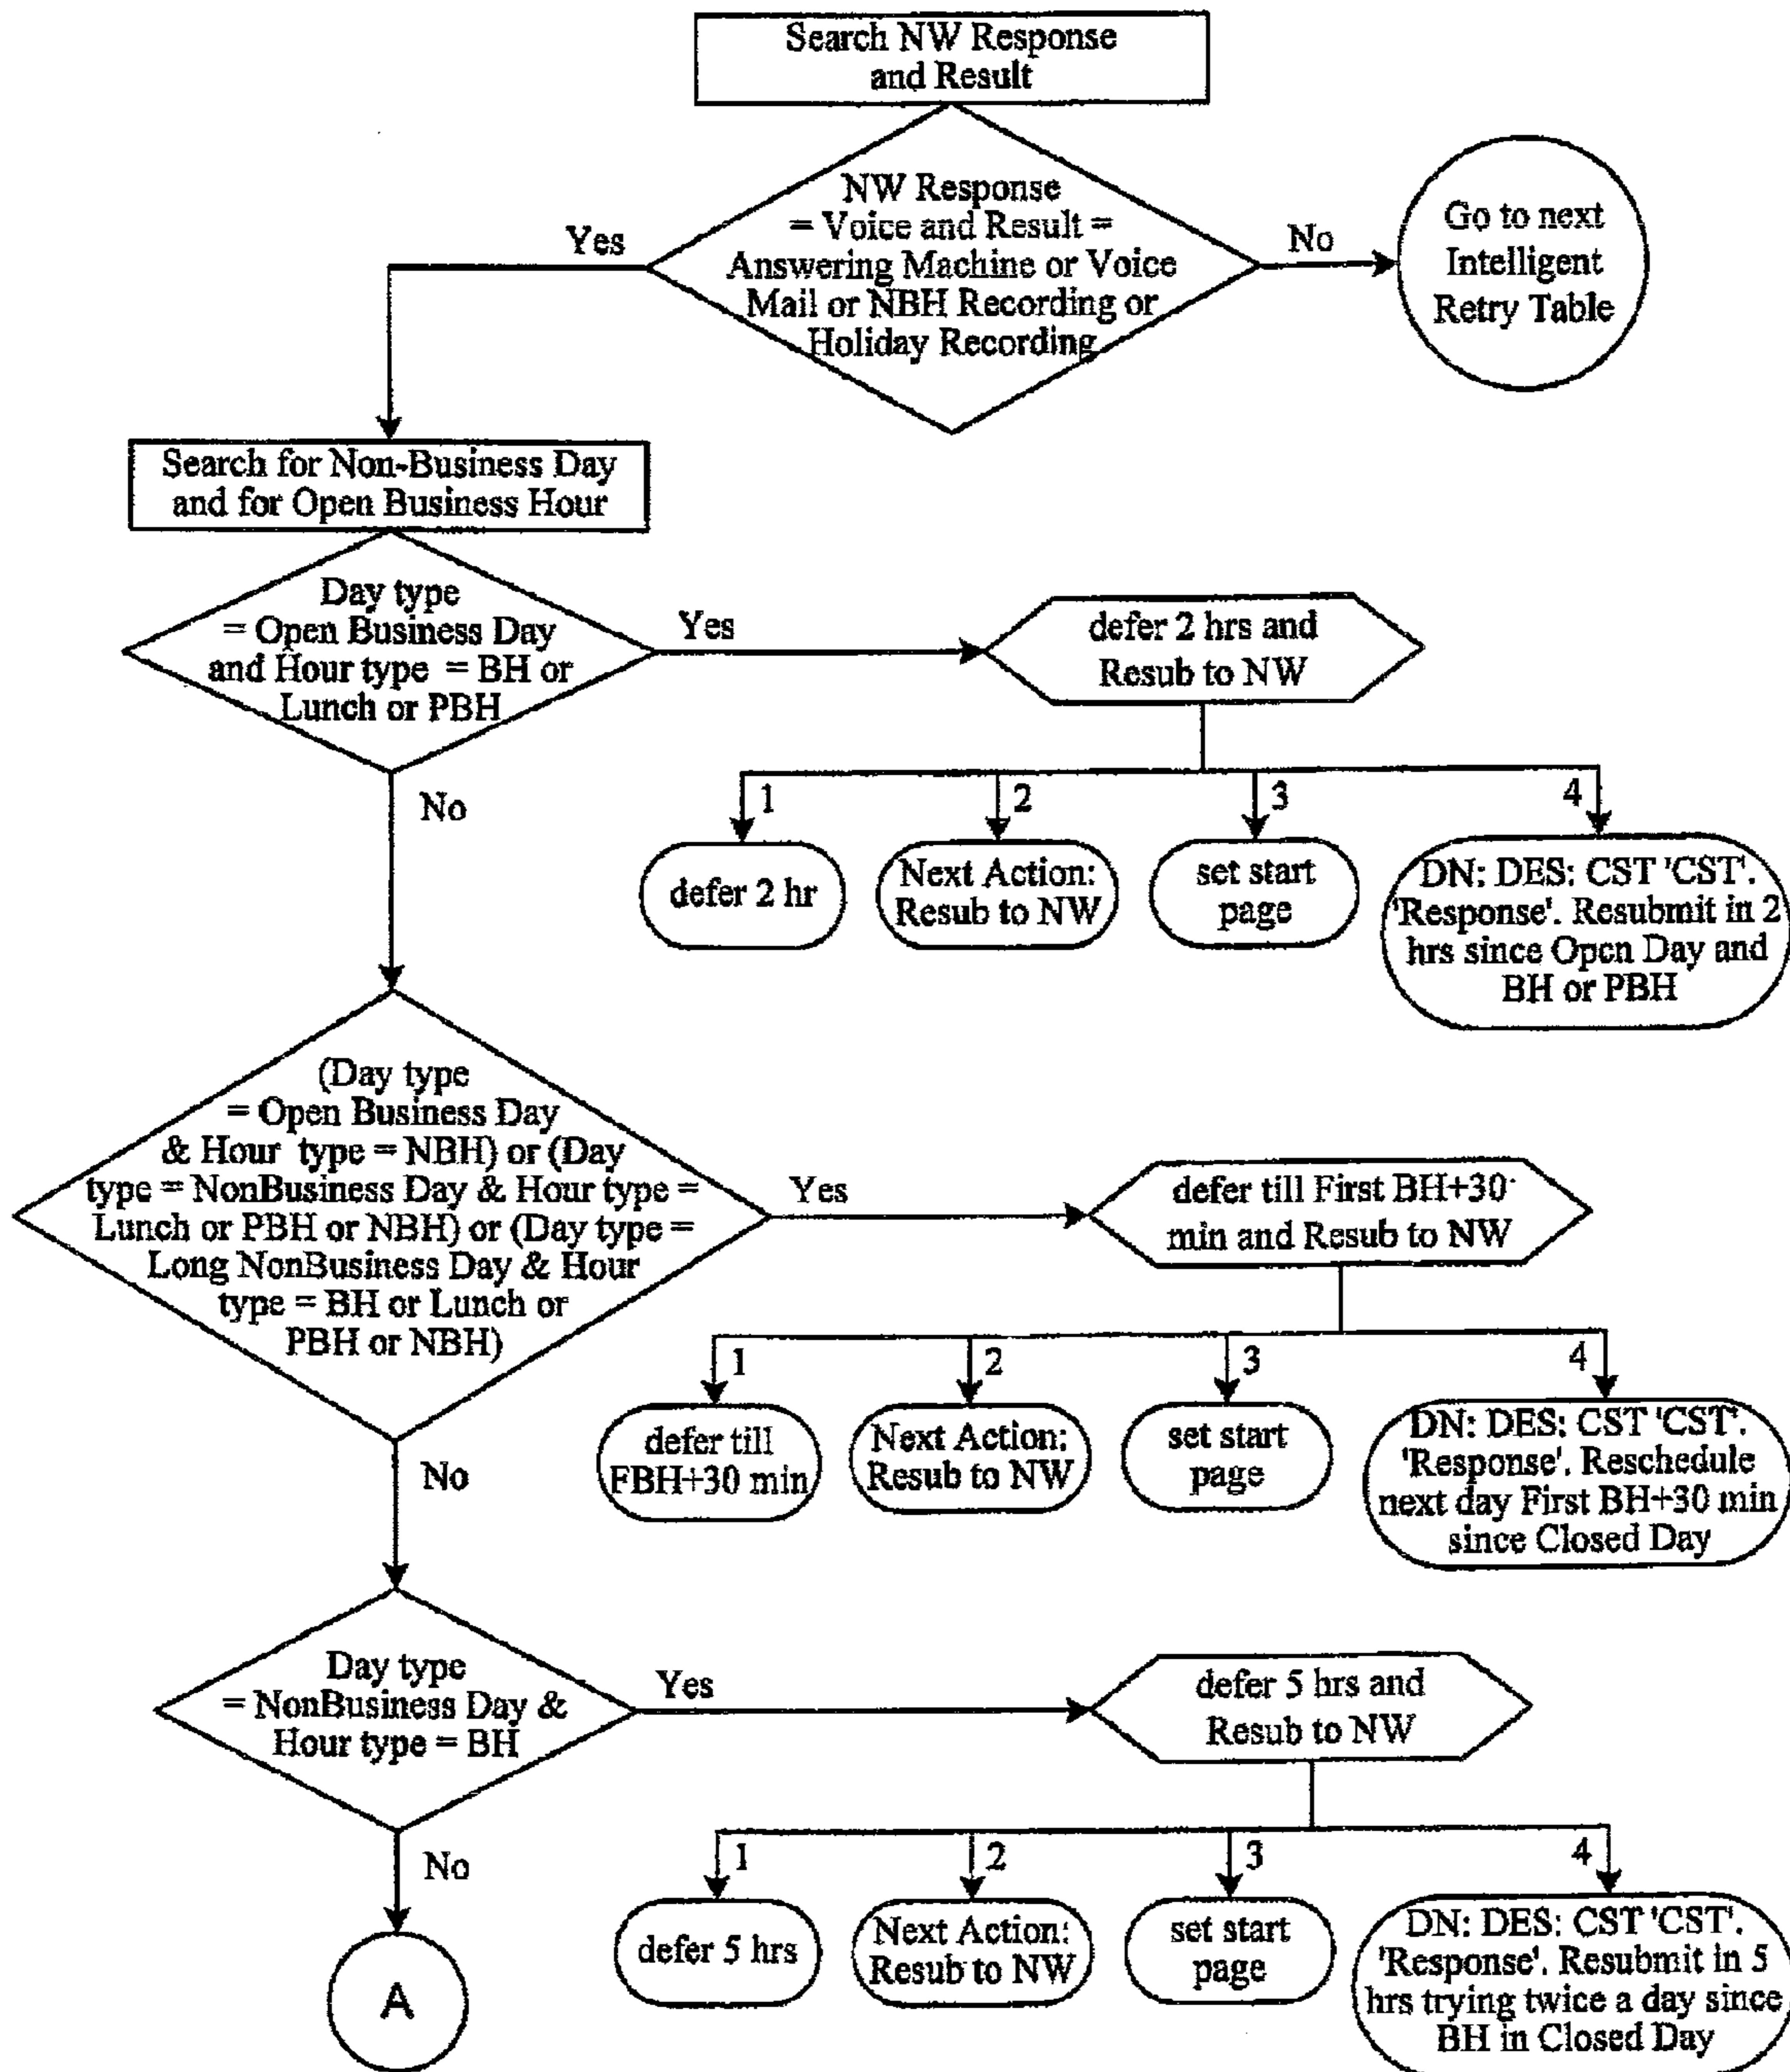 Search NW Response
and Result
NW Response
= Voice and Result =
Answering Machine or Voice
Mail or NBH Recording or
Holiday Recording
Yes
No
Go to next
Intelligent
Retry Table
Search for Non-Business Day
and for Open Business Hour
Day type
= Open Business Day
and Hour type = BH or
Lunch or PBH
Yes
defer 2 hrs and
Resub to NW
No
1
2
3
4
defer 2 hr
Next Action:
Resub to NW
set start
page
DN: DES: CST 'CST'.
'Response'. Resubmit in 2
hrs since Open Day and
BH or PBH
(Day type
= Open Business Day
& Hour type = NBH) or (Day
type = NonBusiness Day & Hour type =
Lunch or PBH or NBH) or (Day type =
Long NonBusiness Day & Hour
type = BH or Lunch or
PBH or NBH)
Yes
defer till First BH+30
min and Resub to NW
No
1
2
3
4
defer till
FBH+30 min
Next Action:
Resub to NW
set start
page
DN: DES: CST 'CST'.
'Response'. Reschedule
next day First BH+30 min
since Closed Day
Day type
= NonBusiness Day &
Hour type = BH
Yes
defer 5 hrs and
Resub to NW
No
1
2
3
4
defer 5 hrs
Next Action:
Resub to NW
set start
page
DN: DES: CST 'CST'.
'Response'. Resubmit in 5
hrs trying twice a day since
BH in Closed Day
A